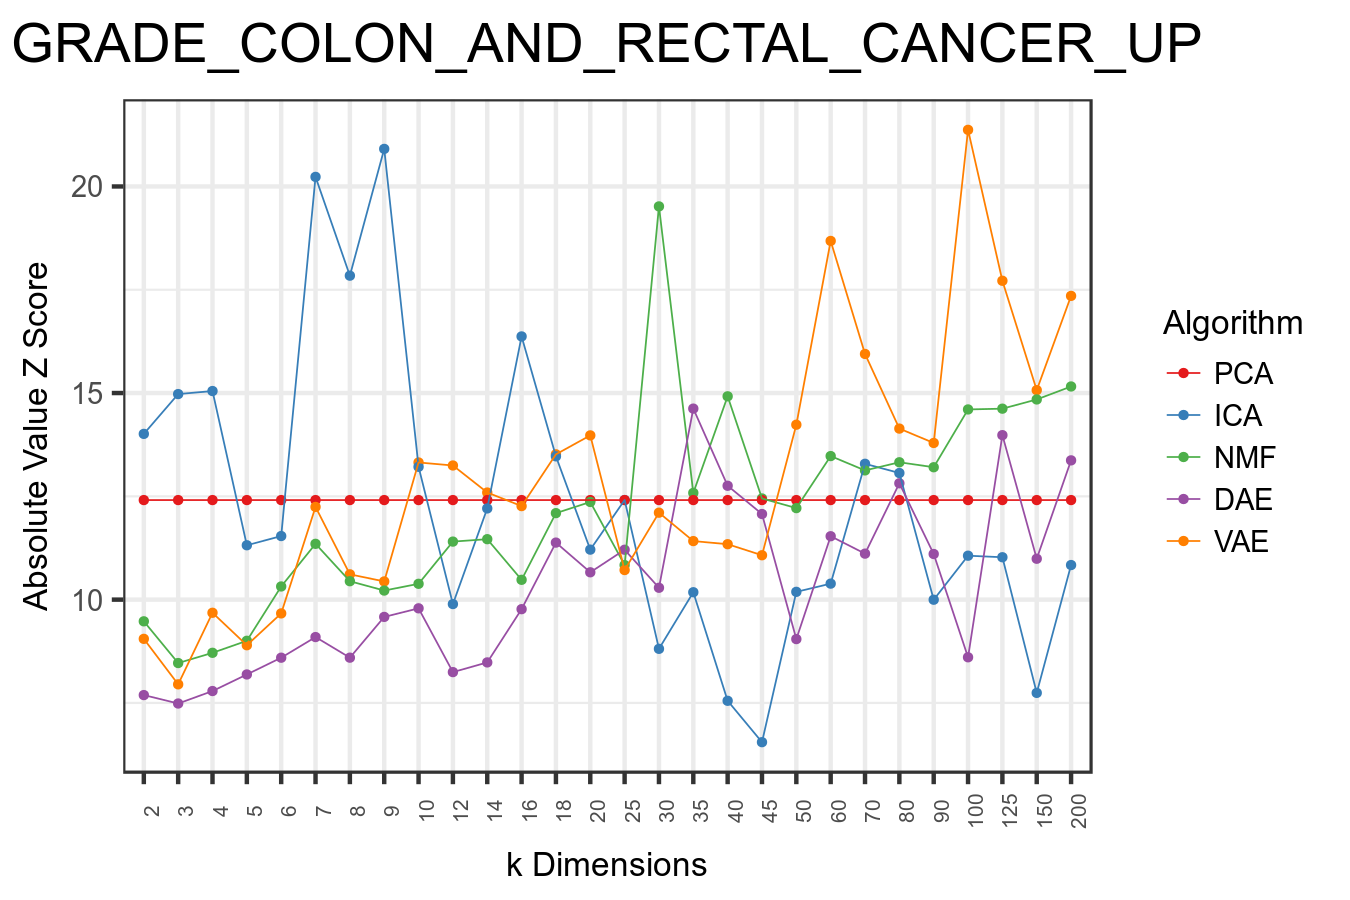 GRADE_COLON_AND_RECTAL_CANCER_UP
Absolute Value Z Score
20
15
10
2 3 4 5 6 7 8 9 10 12 14 16 18 20 25 30 35 40 45 50 60 70 80 90 100 125 150 200
k Dimensions
Algorithm
PCA
ICA
NMF
DAE
VAE